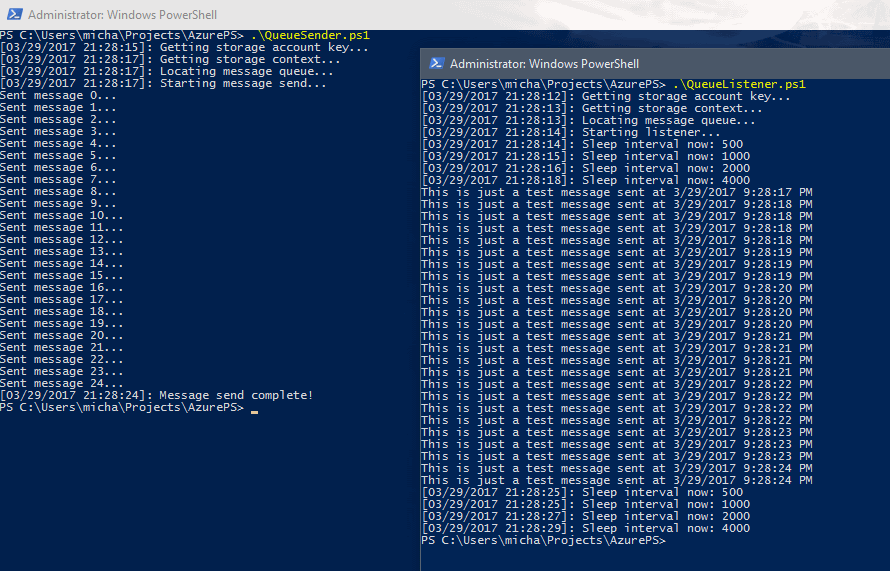 Administrator: Windows PowerShell
PS C:\Users\micha\Projects\AzurePS> .\QueueSender.ps1
[03/29/2017 21:28:15]: Getting storage account key...
[03/29/2017 21:28:17]: Getting storage context...
[03/29/2017 21:28:17]: Locating message queue...
[03/29/2017 21:28:17]: Starting message send...
Sent message 0...
Sent message 1...
Sent message 2...
Sent message 3...
Sent message 4...
Sent message 5...
Sent message 6...
Sent message 7...
Sent message 8...
Sent message 9...
Sent message 10...
Sent message 11...
Sent message 12...
Sent message 13...
Sent message 14...
Sent message 15...
Sent message 16...
Sent message 17...
Sent message 18...
Sent message 19...
Sent message 20...
Sent message 21...
Sent message 22...
Sent message 23...
Sent message 24...
[03/29/2017 21:28:24]: Message send complete!
PS C:\Users\micha\Projects\AzurePS> _
Administrator: Windows PowerShell
PS C:\Users\micha\Projects\AzurePS> .\QueueListener.ps1
[03/29/2017 21:28:12]: Getting storage account key...
[03/29/2017 21:28:13]: Getting storage context...
[03/29/2017 21:28:13]: Locating message queue...
[03/29/2017 21:28:14]: Starting listener...
[03/29/2017 21:28:14]: Sleep interval now: 500
[03/29/2017 21:28:15]: Sleep interval now: 1000
[03/29/2017 21:28:16]: Sleep interval now: 2000
[03/29/2017 21:28:18]: Sleep interval now: 4000
This is just a test message sent at 3/29/2017 9:28:17 PM
This is just a test message sent at 3/29/2017 9:28:18 PM
This is just a test message sent at 3/29/2017 9:28:18 PM
This is just a test message sent at 3/29/2017 9:28:18 PM
This is just a test message sent at 3/29/2017 9:28:18 PM
This is just a test message sent at 3/29/2017 9:28:19 PM
This is just a test message sent at 3/29/2017 9:28:19 PM
This is just a test message sent at 3/29/2017 9:28:19 PM
This is just a test message sent at 3/29/2017 9:28:20 PM
This is just a test message sent at 3/29/2017 9:28:20 PM
This is just a test message sent at 3/29/2017 9:28:20 PM
This is just a test message sent at 3/29/2017 9:28:20 PM
This is just a test message sent at 3/29/2017 9:28:21 PM
This is just a test message sent at 3/29/2017 9:28:21 PM
This is just a test message sent at 3/29/2017 9:28:21 PM
This is just a test message sent at 3/29/2017 9:28:21 PM
This is just a test message sent at 3/29/2017 9:28:22 PM
This is just a test message sent at 3/29/2017 9:28:22 PM
This is just a test message sent at 3/29/2017 9:28:22 PM
This is just a test message sent at 3/29/2017 9:28:22 PM
This is just a test message sent at 3/29/2017 9:28:23 PM
This is just a test message sent at 3/29/2017 9:28:23 PM
This is just a test message sent at 3/29/2017 9:28:23 PM
This is just a test message sent at 3/29/2017 9:28:24 PM
This is just a test message sent at 3/29/2017 9:28:24 PM
[03/29/2017 21:28:25]: Sleep interval now: 500
[03/29/2017 21:28:25]: Sleep interval now: 1000
[03/29/2017 21:28:27]: Sleep interval now: 2000
[03/29/2017 21:28:29]: Sleep interval now: 4000
PS C:\Users\micha\Projects\AzurePS>